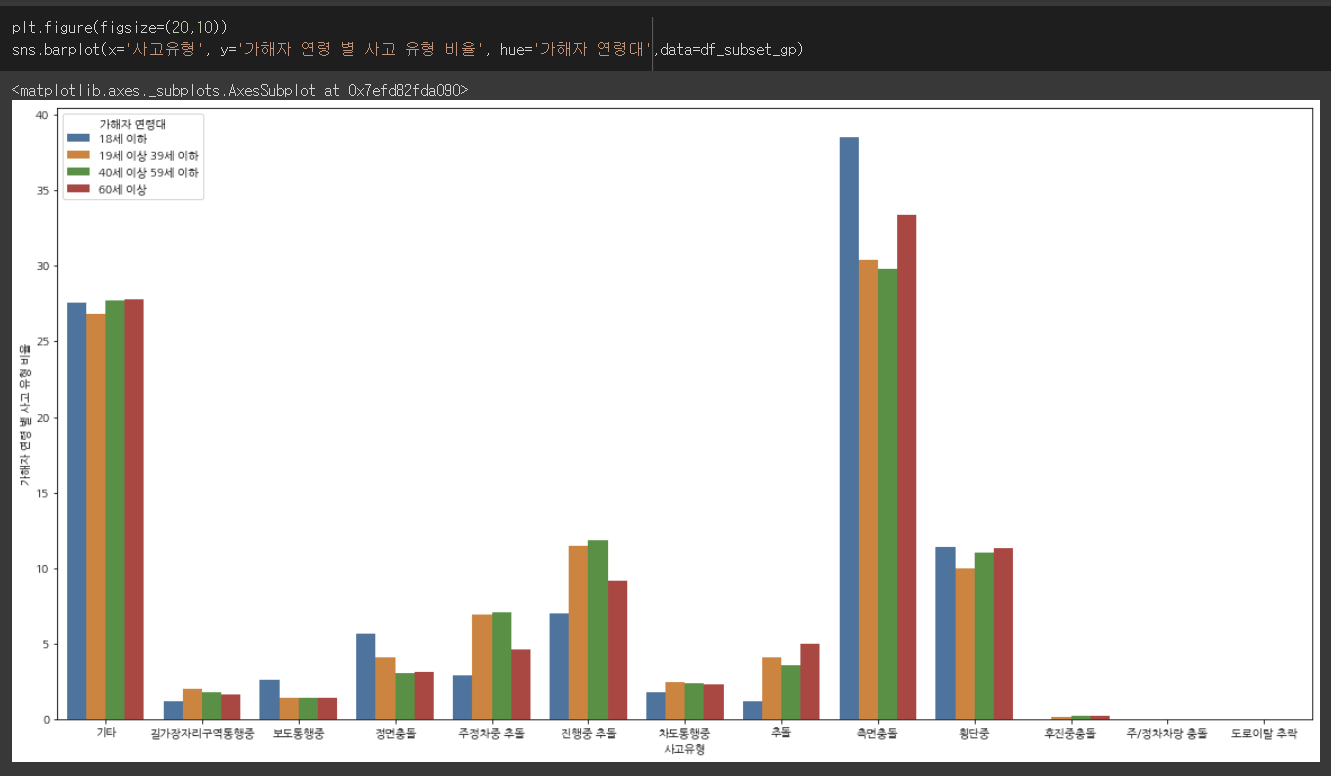 plt.figure(figsize=(20,10))
sns.barplot(x='사고유형', y='가해자 연령 별 사고 유형 비율', hue='가해자 연령대',data=df_subset_gp)
<matplotlib.axes._subplots.AxesSubplot at 0x7efd82fda090>
가해자 연령대
18세 이하
19세 이상 39세 이하
40세 이상 59세 이하
60세 이상
40
35
30
25
20
15
10
5
0
가해자 연령 별 사고 유형 비율
기타 길가장자리구역통행중 보도통행중 정면충돌 주정차중 추돌 진행중 추돌 차도통행중 추돌 측면충돌 횡단중 후진중충돌 주/정차차량 충돌 도로이탈 추락
사고유형